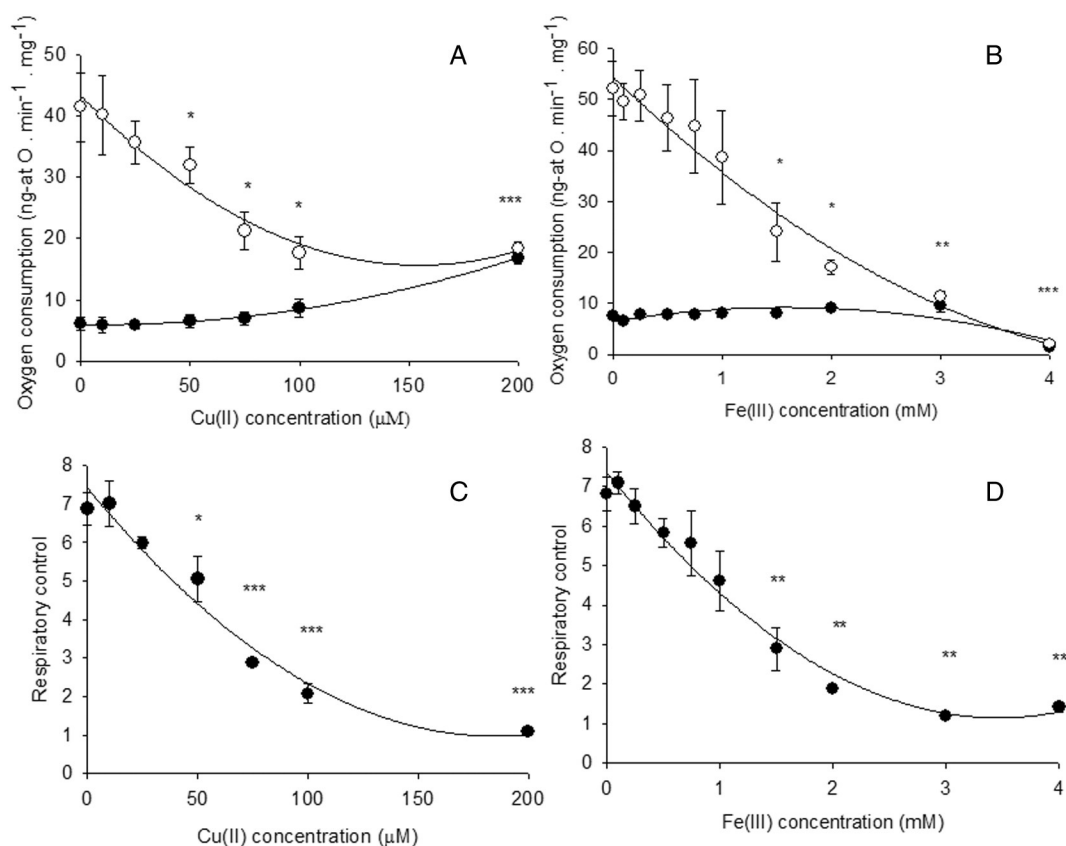 A
Oxygen consumption (ng-at O . min⁻¹ . mg⁻¹)
50
40
30
20
10
0
*
*
*
***
0 50 100 150 200
Cu(II) concentration (μM)
B
Oxygen consumption (ng-at O . min⁻¹ . mg⁻¹)
60
50
40
30
20
10
0
*
*
**
***
0 1 2 3 4
Fe(III) concentration (mM)
C
Respiratory control
8
7
6
5
4
3
2
1
0
*
***
***
***
0 50 100 150 200
Cu(II) concentration (μM)
D
Respiratory control
8
7
6
5
4
3
2
1
0
**
**
**
**
0 1 2 3 4
Fe(III) concentration (mM)